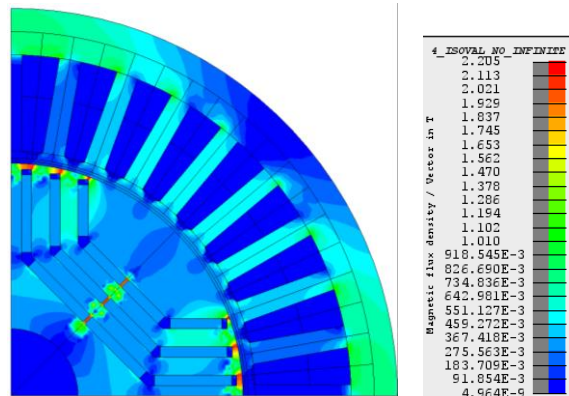 4_ISOVAL_NO_INFINITE
2.205
2.113
2.021
1.929
1.837
1.745
1.653
1.562
1.470
1.378
1.286
1.194
1.102
1.010
918.545E-3
826.690E-3
734.836E-3
642.981E-3
551.127E-3
459.272E-3
367.418E-3
275.563E-3
183.709E-3
91.854E-3
4.964E-9
Magnetic flux density / Vector in T